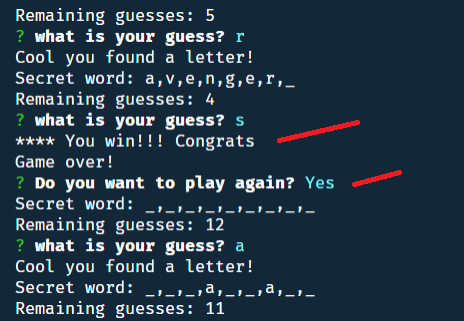 Remaining guesses: 5
? what is your guess? r
Cool you found a letter!
Secret word: a,v,e,n,g,e,r,_
Remaining guesses: 4
? what is your guess? s
**** You win!!! Congrats
Game over!
? Do you want to play again? Yes
Secret word: _,_,_,_,_,_,_,_,_
Remaining guesses: 12
? what is your guess? a
Cool you found a letter!
Secret word: _,_,_,a,_,_,a,_,_
Remaining guesses: 11